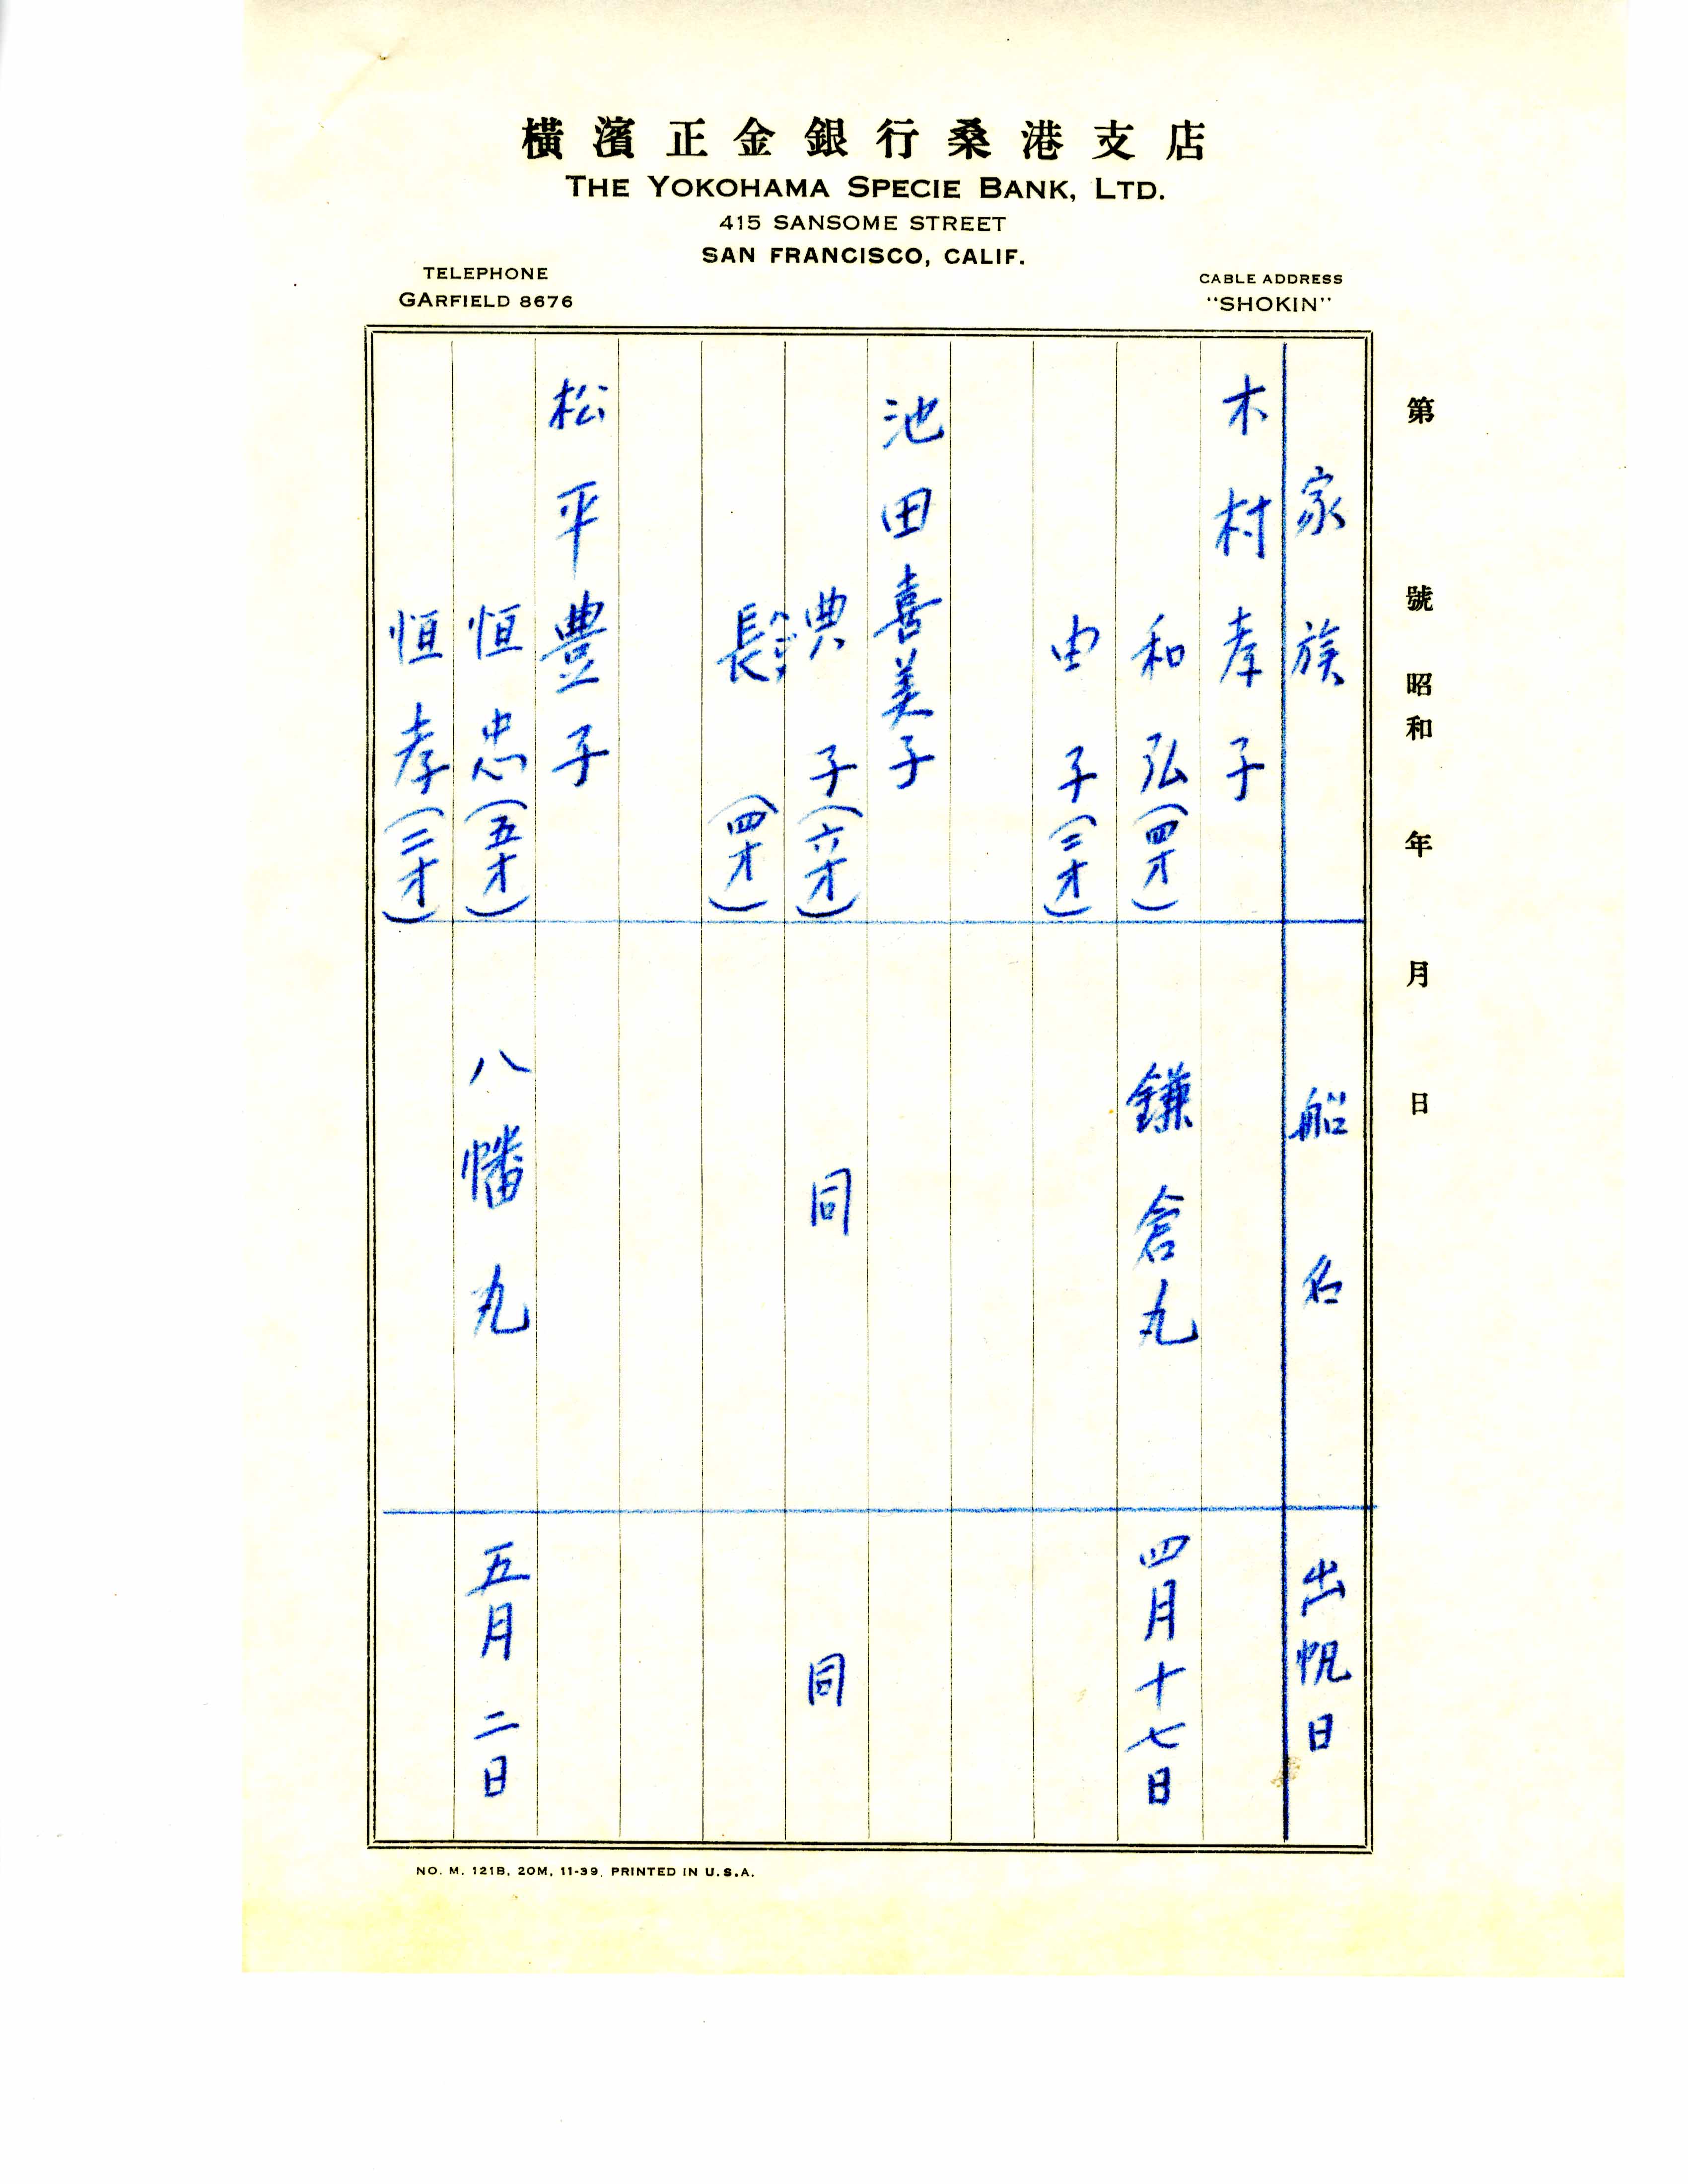 橫濱正金銀行桑港支店
THE YOKOHAMA SPECIE BANK, LTD.
415 SANSOME STREET
SAN FRANCISCO, CALIF.
TELEPHONE
GARFIELD 8676
CABLE ADDRESS
"SHOKIN"
第 號 昭和 年 月 日
家族 船名 出帆日
木村孝子
和弘(四才) 鎌倉丸 四月十七日
由子(三才)
池田喜美子
典子(六才) 同 同
(四才)
松平豊子
恒忠(五才) 八幡丸 五月二日
恒孝(二才)
NO. M. 121B, 20M, 11-39, PRINTED IN U.S.A.